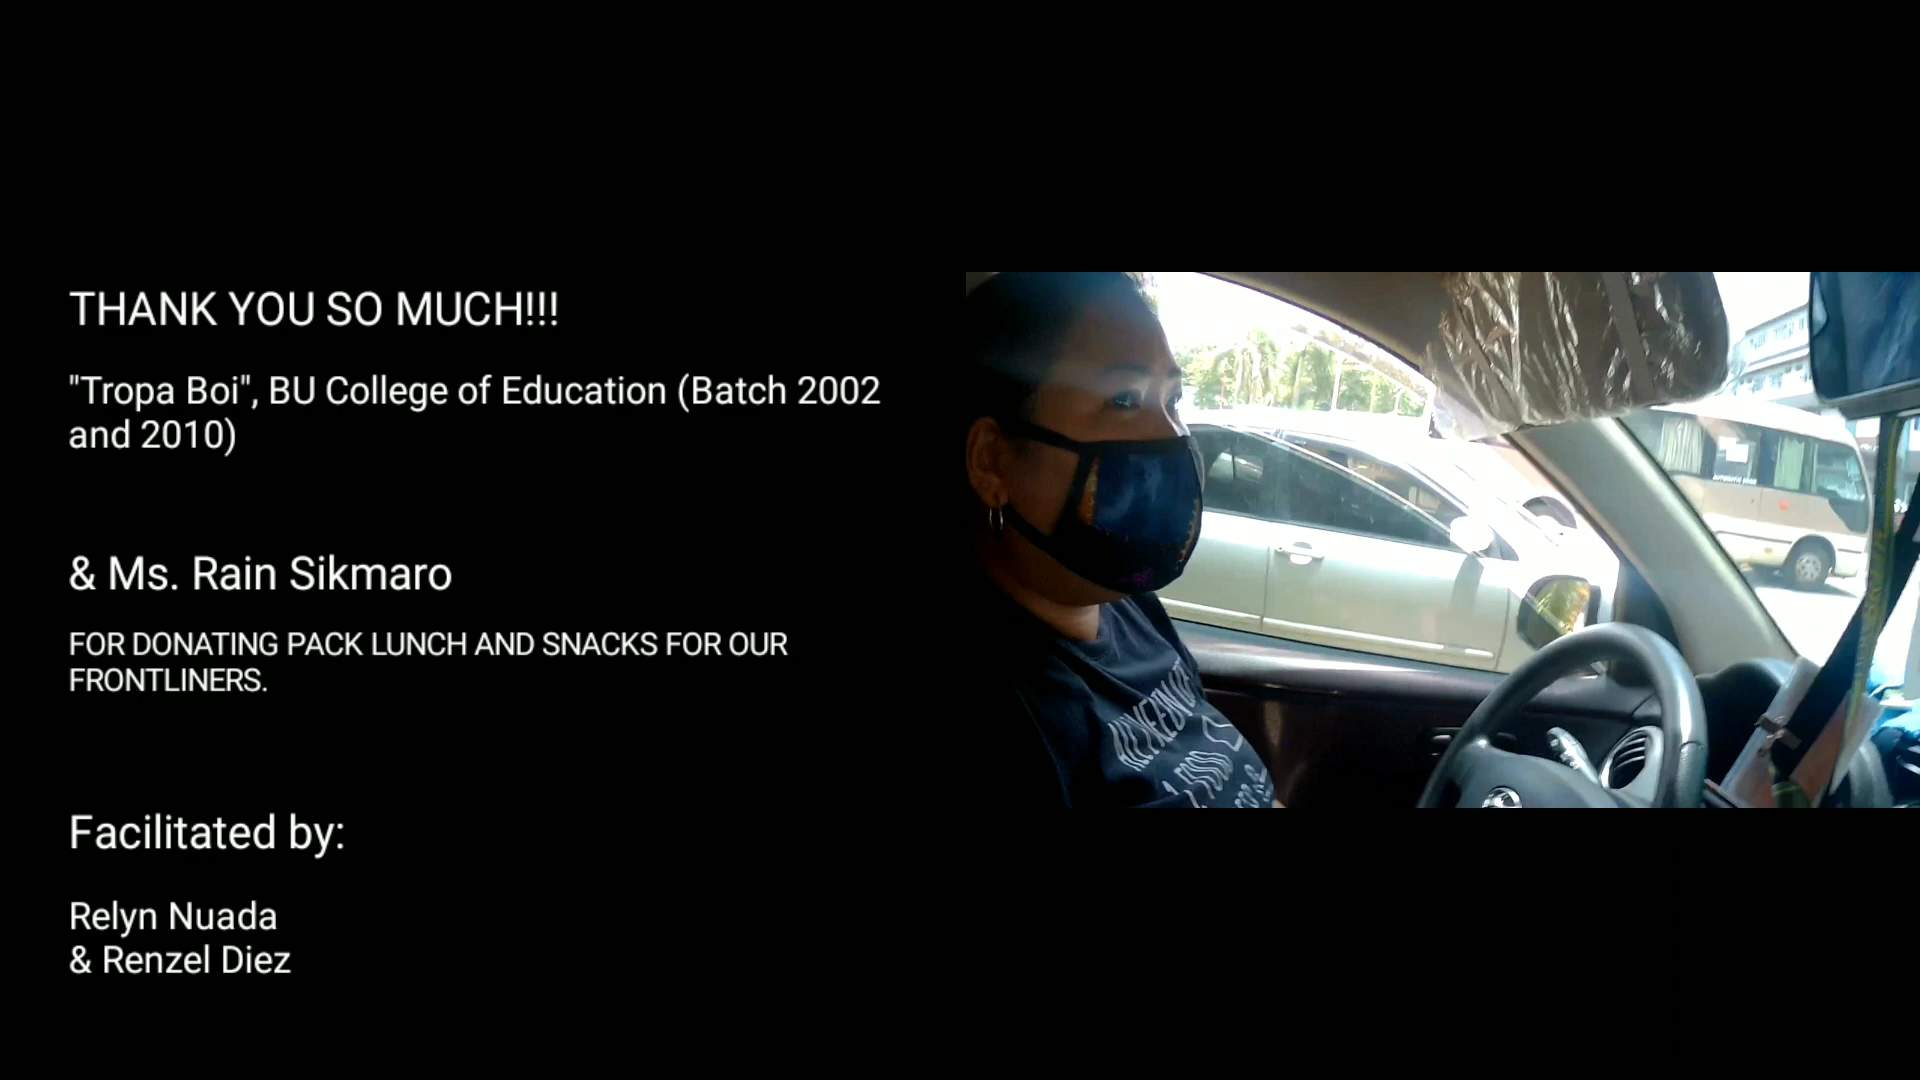 THANK YOU SO MUCH!!!
"Tropa Boi", BU College of Education (Batch 2002
and 2010)
& Ms. Rain Sikmaro
FOR DONATING PACK LUNCH AND SNACKS FOR OUR
FRONTLINERS.
Facilitated by:
Relyn Nuada
& Renzel Diez